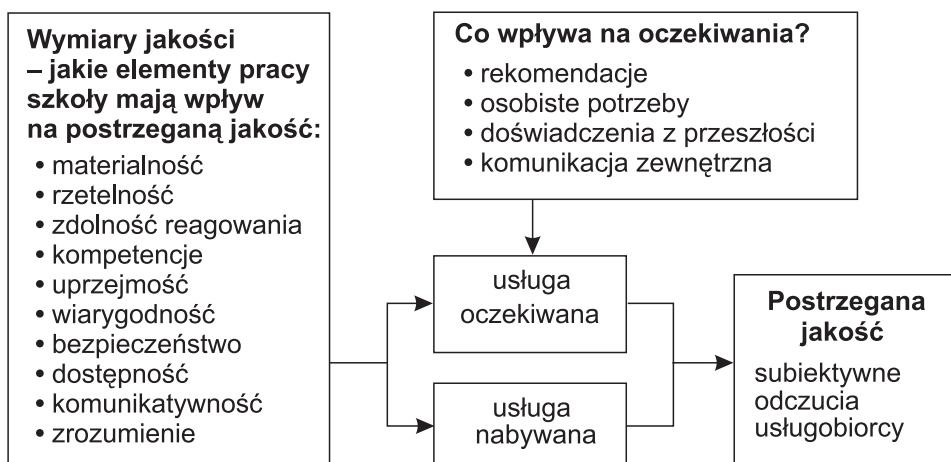 Wymiary jakości
– jakie elementy pracy
szkoły mają wpływ
na postrzeganą jakość:
• materialność
• rzetelność
• zdolność reagowania
• kompetencje
• uprzejmość
• wiarygodność
• bezpieczeństwo
• dostępność
• komunikatywność
• zrozumienie
Co wpływa na oczekiwania?
• rekomendacje
• osobiste potrzeby
• doświadczenia z przeszłości
• komunikacja zewnętrzna
usługa
oczekiwana
usługa
nabywana
Postrzegana
jakość
subiektywne
odczucia
usługobiorcy